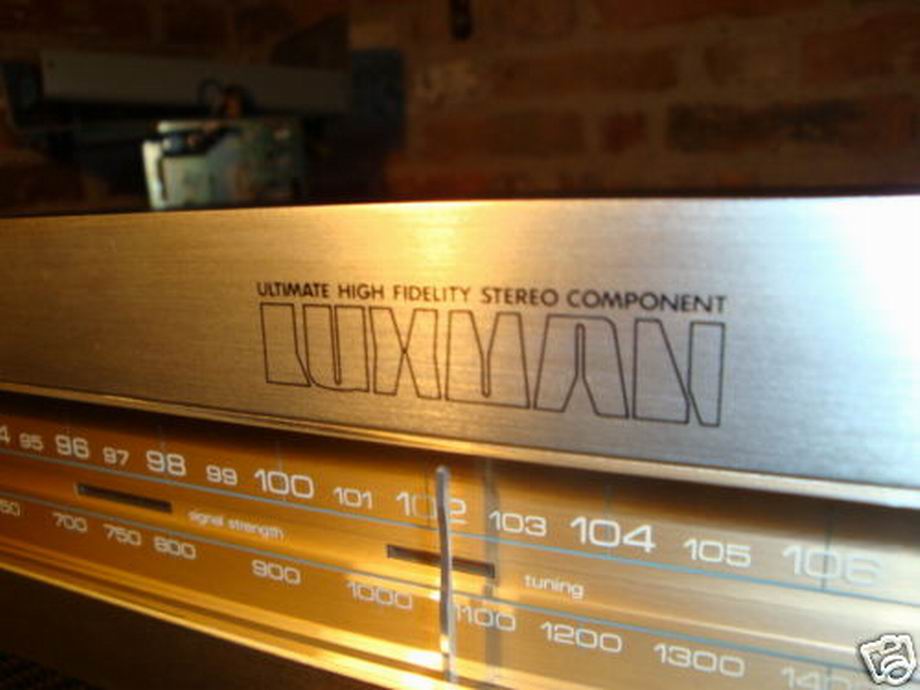 ULTIMATE HIGH FIDELITY STEREO COMPONENT
LUXMAN
95 96 97 98 99 100 101 102 103 104 105 106
signal strength
tuning
700 750 800 900 1000 1100 1200 1300